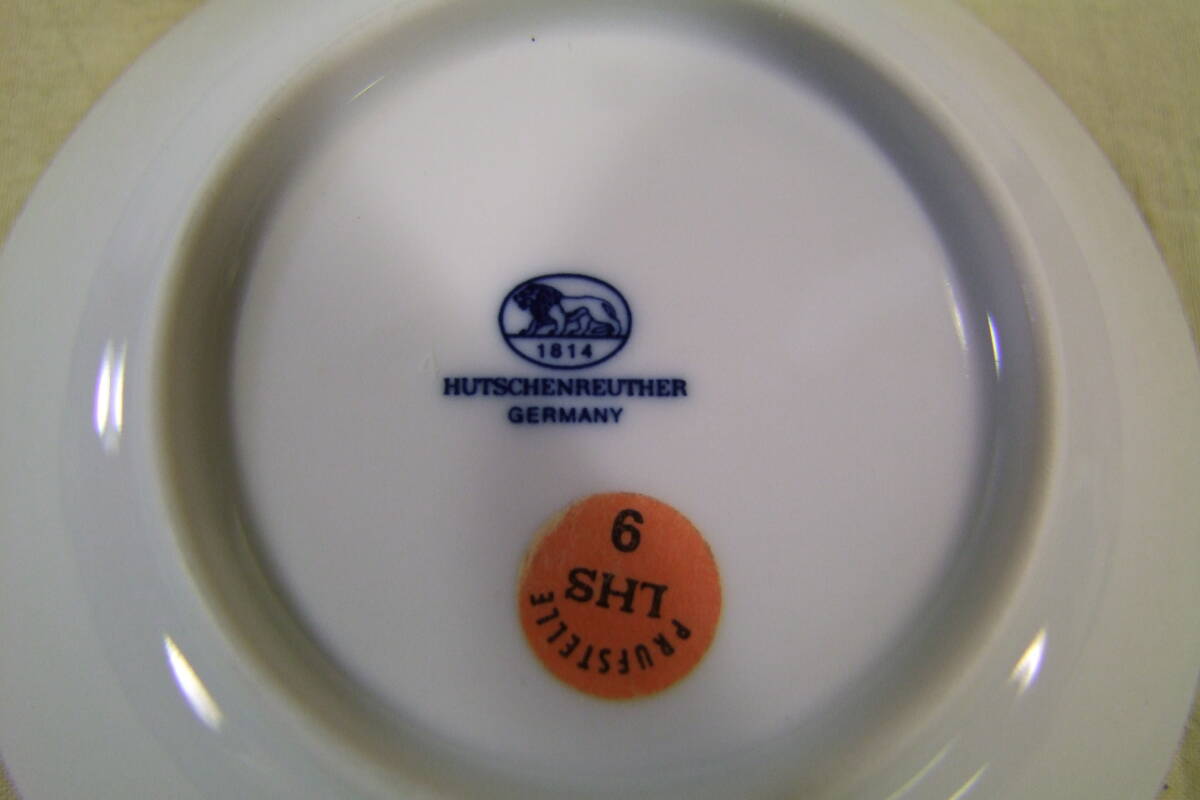 1814
HUTSCHENREUTHER
GERMANY
PRUFSTELLE
LHS
6